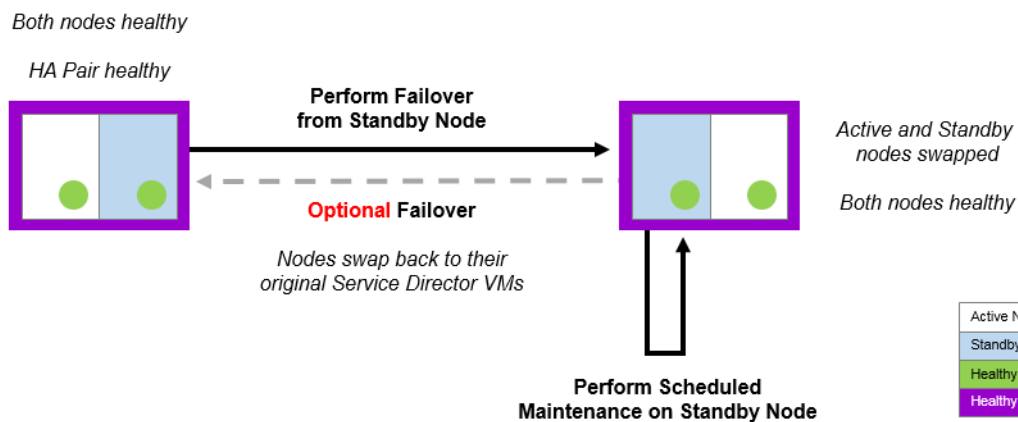 Both nodes healthy
HA Pair healthy
Perform Failover
from Standby Node
Optional Failover
Nodes swap back to their
original Service Director VMs
Active and Standby
nodes swapped
Both nodes healthy
Perform Scheduled
Maintenance on Standby Node
Active N
Standby
Healthy
Healthy